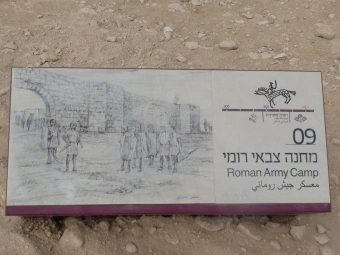 09
מחנה צבאי רומי
Roman Army Camp
معسكر جيش روماني